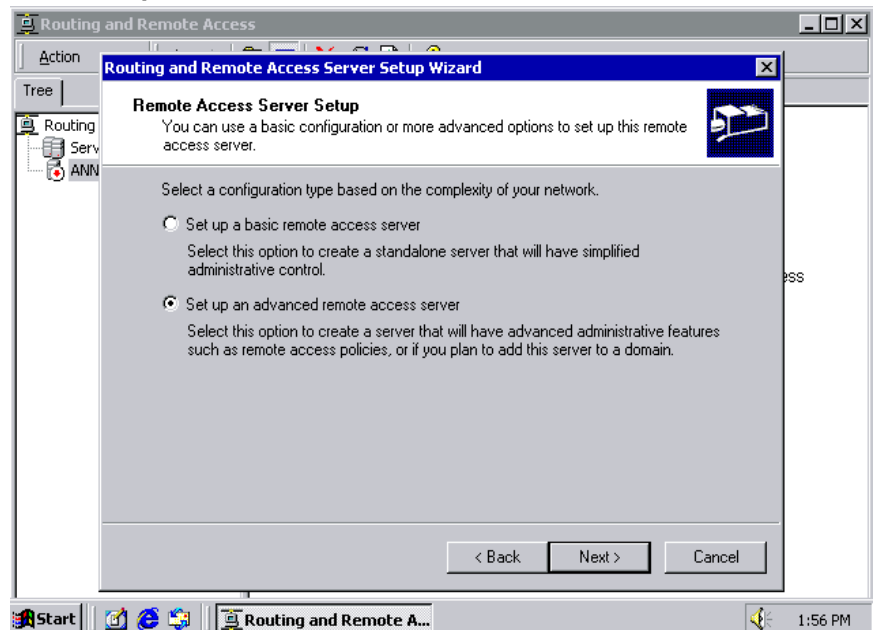 Routing and Remote Access
Action
Routing and Remote Access Server Setup Wizard
Tree
Remote Access Server Setup
You can use a basic configuration or more advanced options to set up this remote
access server.
Routing
Serv
ANN
Select a configuration type based on the complexity of your network.
Set up a basic remote access server
Select this option to create a standalone server that will have simplified
administrative control.
ess
Set up an advanced remote access server
Select this option to create a server that will have advanced administrative features
such as remote access policies, or if you plan to add this server to a domain.
< Back
Next >
Cancel
Start
Routing and Remote A...
1:56 PM